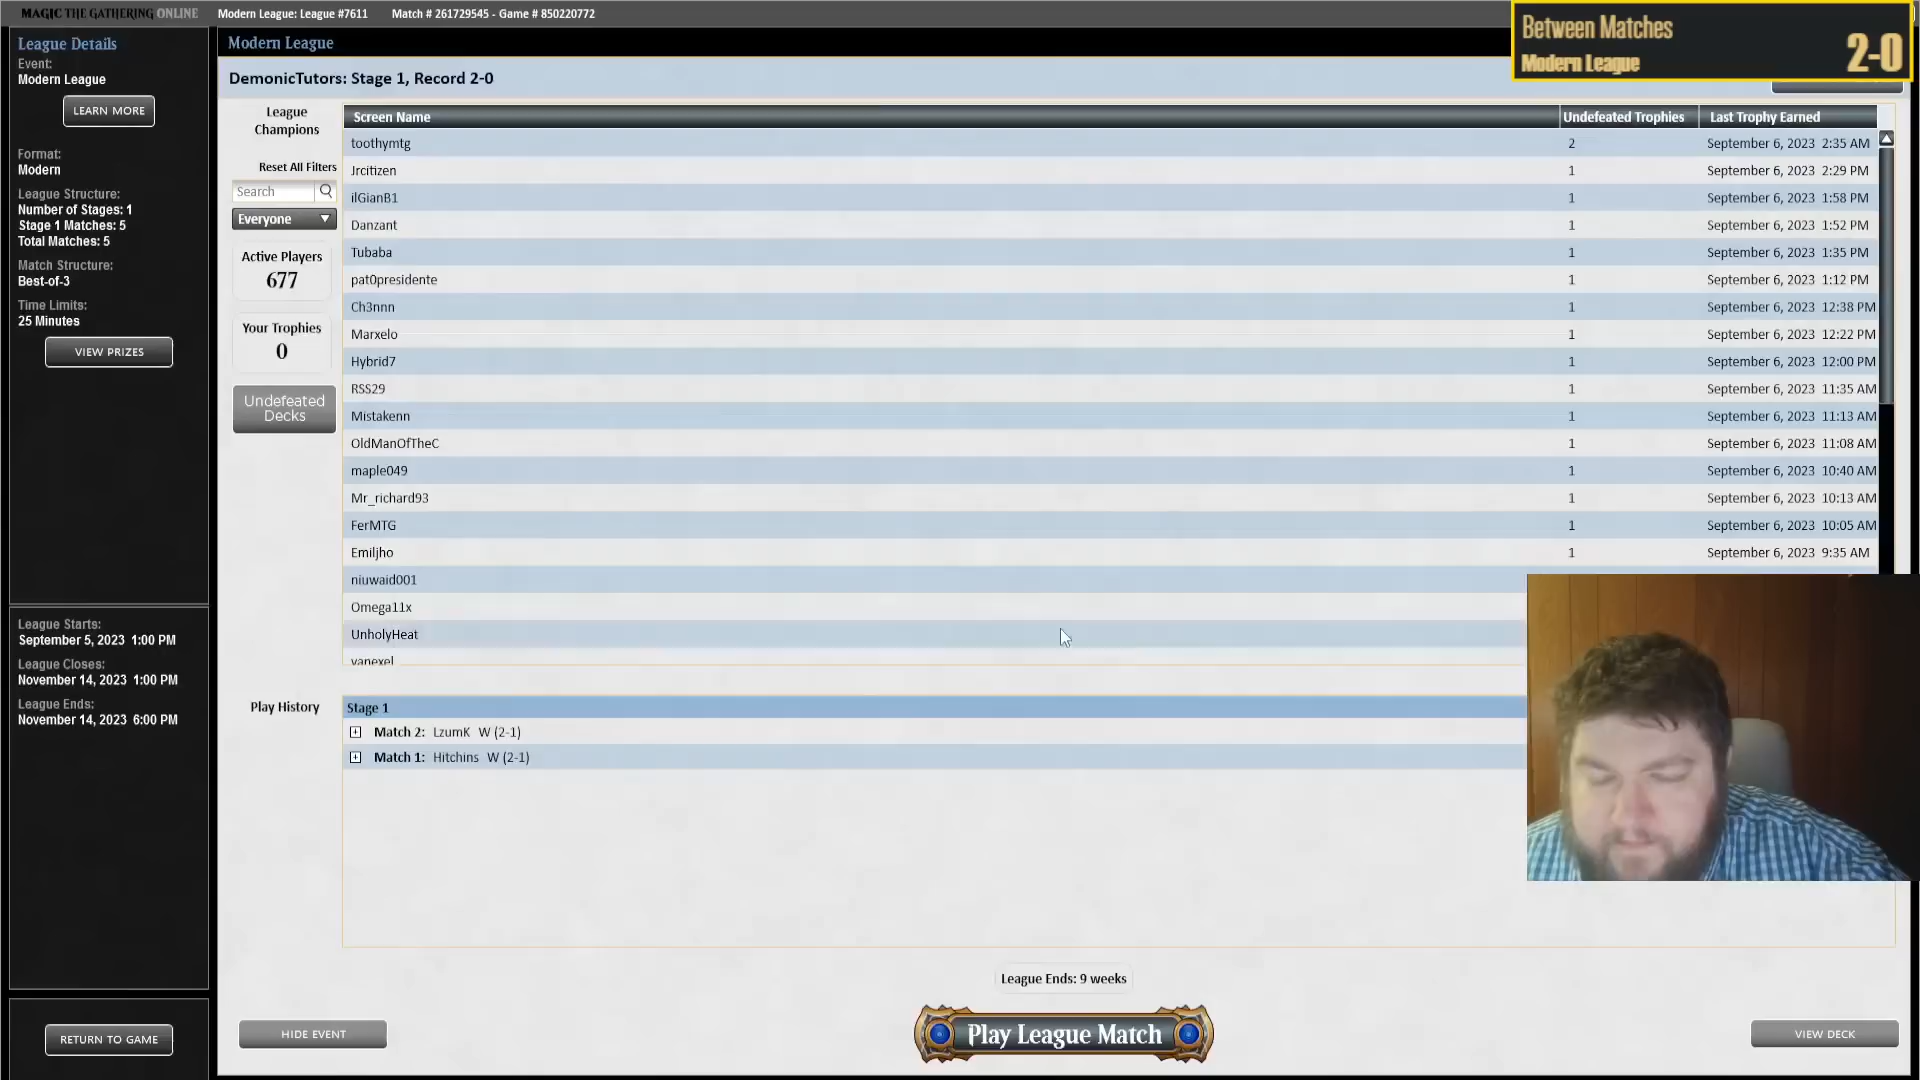 MAGIC THE GATHERING ONLINE Modern League: League #7611 Match # 261729545 - Game # 850220772
Between Matches
Modern League
2-0
League Details
Event:
Modern League
LEARN MORE
Format:
Modern
League Structure:
Number of Stages: 1
Stage 1 Matches: 5
Total Matches: 5
Match Structure:
Best-of-3
Time Limits:
25 Minutes
VIEW PRIZES
League Starts:
September 5, 2023 1:00 PM
League Closes:
November 14, 2023 1:00 PM
League Ends:
November 14, 2023 6:00 PM
RETURN TO GAME
Modern League
DemonicTutors: Stage 1, Record 2-0
League
Champions
Reset All Filters
Search
Everyone
Active Players
677
Your Trophies
0
Undefeated
Decks
Screen Name Undefeated Trophies Last Trophy Earned
toothymtg 2 September 6, 2023 2:35 AM
Jrcitizen 1 September 6, 2023 2:29 PM
ilGianB1 1 September 6, 2023 1:58 PM
Danzant 1 September 6, 2023 1:52 PM
Tubaba 1 September 6, 2023 1:35 PM
pat0presidente 1 September 6, 2023 1:12 PM
Ch3nnn 1 September 6, 2023 12:38 PM
Marxelo 1 September 6, 2023 12:22 PM
Hybrid7 1 September 6, 2023 12:00 PM
RSS29 1 September 6, 2023 11:35 AM
Mistakenn 1 September 6, 2023 11:13 AM
OldManOfTheC 1 September 6, 2023 11:08 AM
maple049 1 September 6, 2023 10:40 AM
Mr_richard93 1 September 6, 2023 10:13 AM
FerMTG 1 September 6, 2023 10:05 AM
Emiljho 1 September 6, 2023 9:35 AM
niuwaid001
Omega11x
UnholyHeat
vanexel
Play History
Stage 1
Match 2: LzumK W (2-1)
Match 1: Hitchins W (2-1)
League Ends: 9 weeks
HIDE EVENT
Play League Match
VIEW DECK